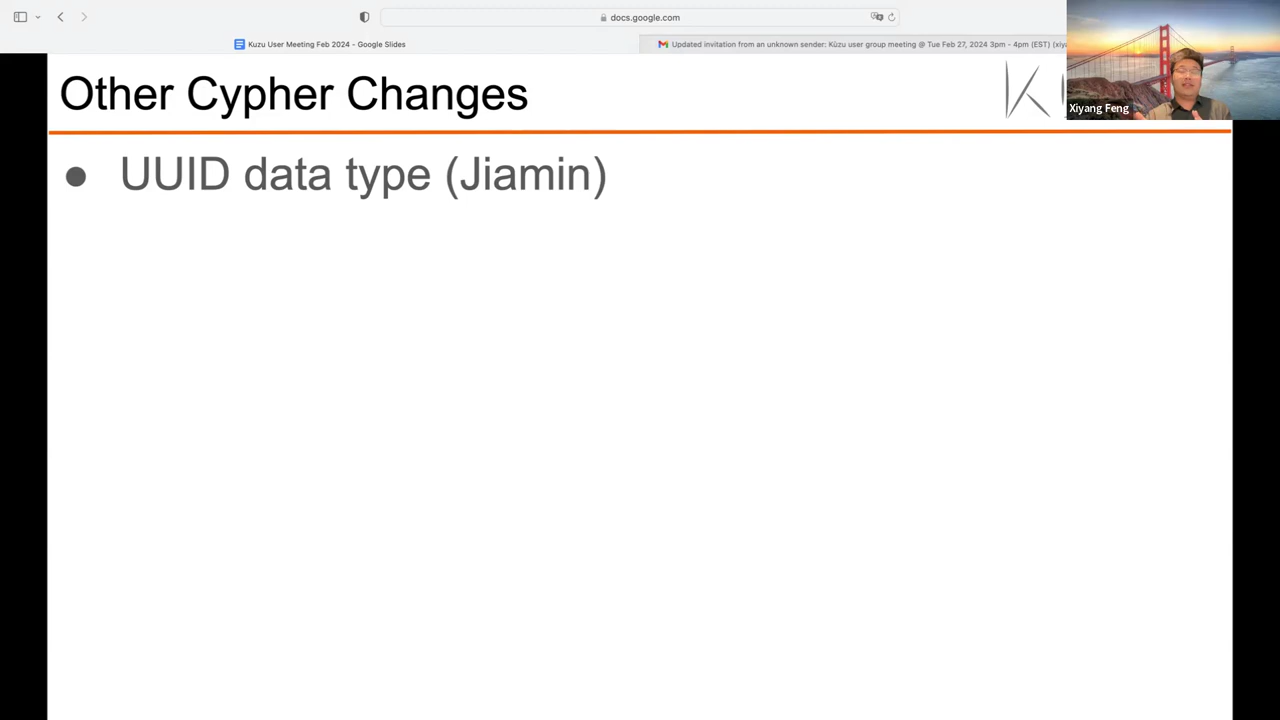 docs.google.com
Kuzu User Meeting Feb 2024 - Google Slides
Updated invitation from an unknown sender: Kùzu user group meeting @ Tue Feb 27, 2024 3pm - 4pm (EST) (xiy
Other Cypher Changes
K
Xiyang Feng
● UUID data type (Jiamin)